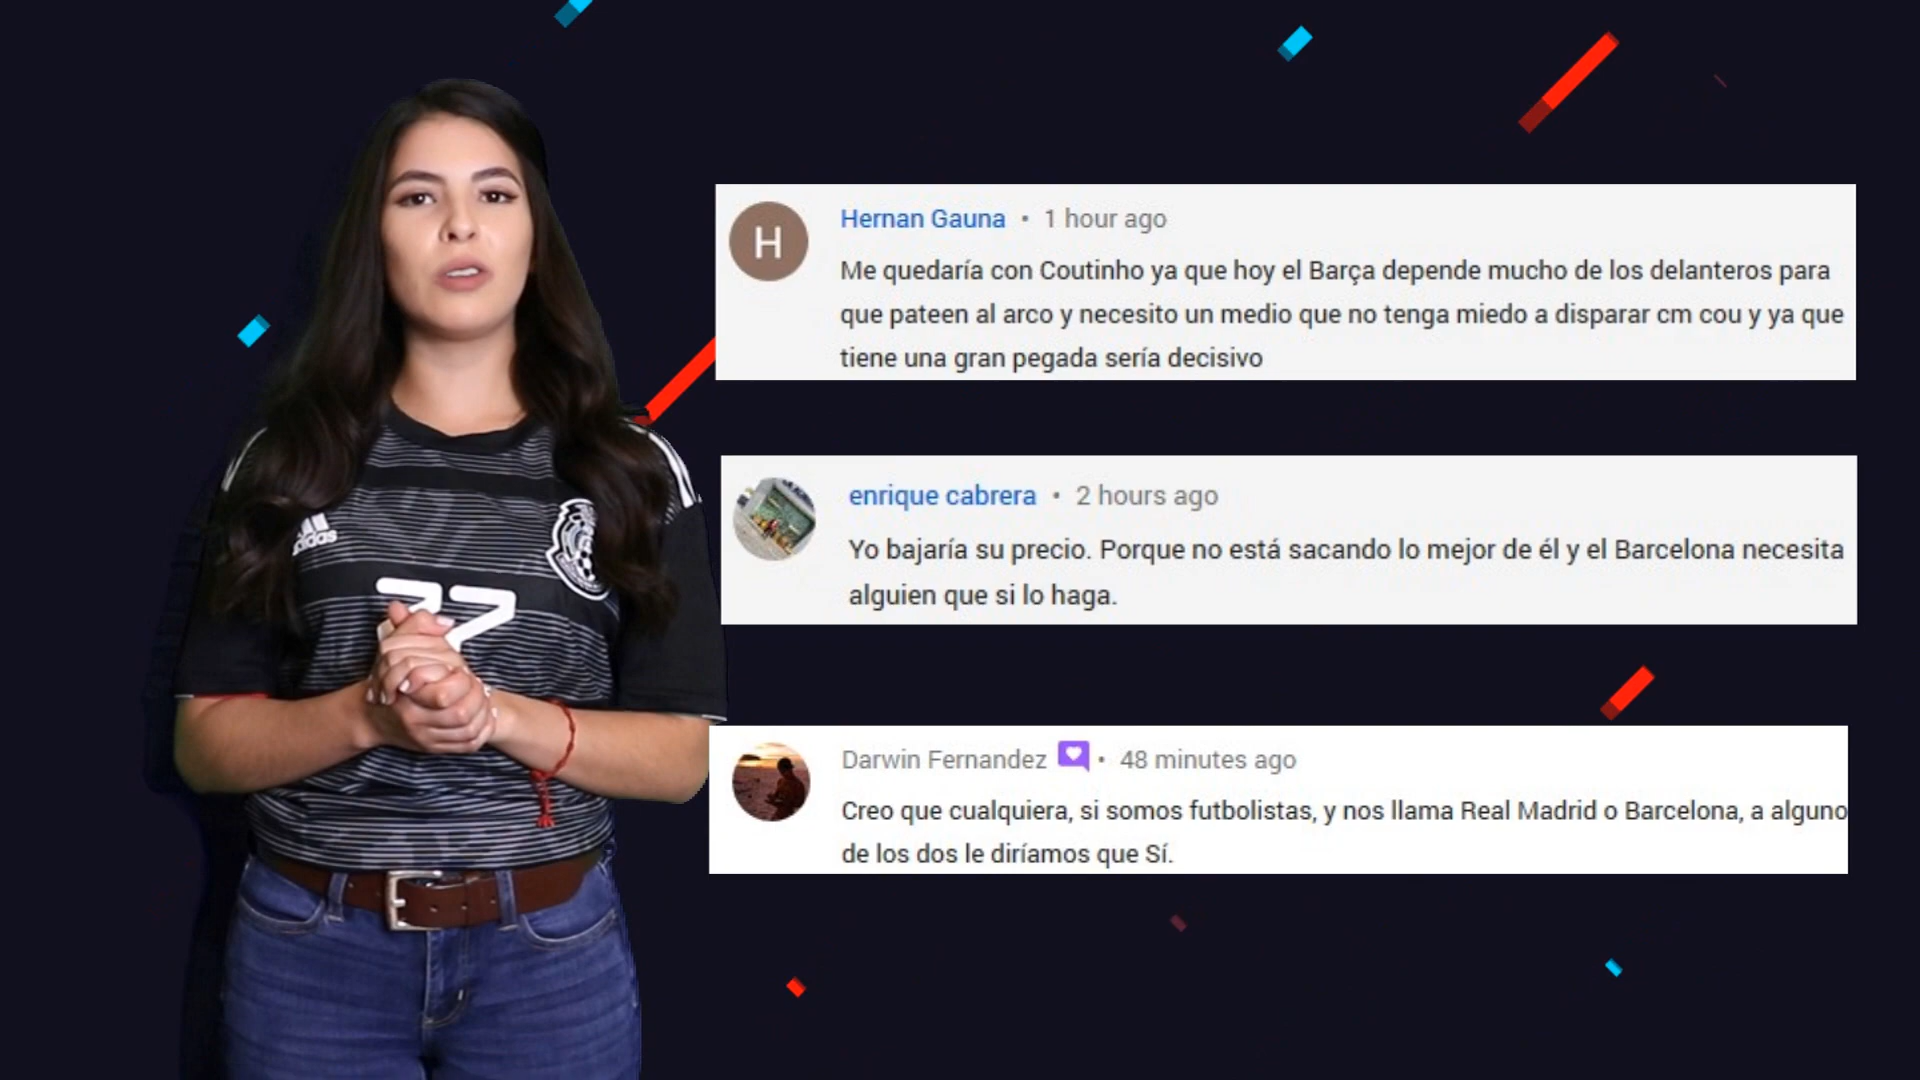 H
Hernan Gauna • 1 hour ago
Me quedaría con Coutinho ya que hoy el Barça depende mucho de los delanteros para
que pateen al arco y necesito un medio que no tenga miedo a disparar cm cou y ya que
tiene una gran pegada sería decisivo
adidas
enrique cabrera • 2 hours ago
Yo bajaría su precio. Porque no está sacando lo mejor de él y el Barcelona necesita
alguien que si lo haga.
Darwin Fernandez • 48 minutes ago
Creo que cualquiera, si somos futbolistas, y nos llama Real Madrid o Barcelona, a alguno
de los dos le diríamos que Sí.